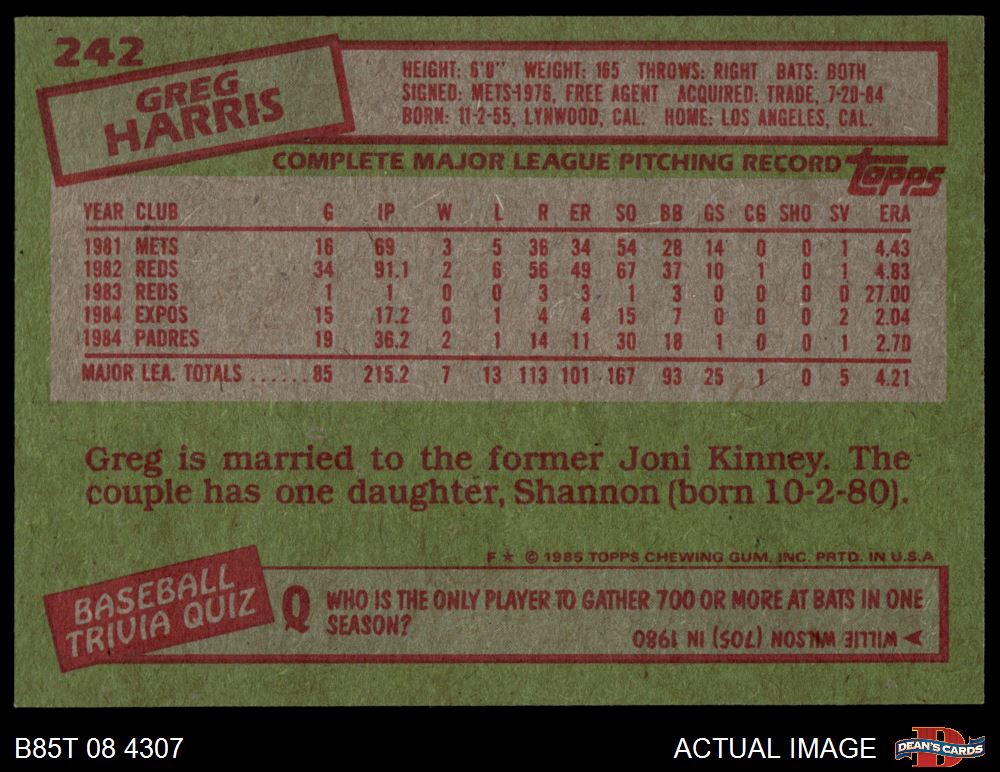 242
GREG
HARRIS
HEIGHT: 6'0" WEIGHT: 165 THROWS: RIGHT BATS: BOTH
SIGNED: METS-1976, FREE AGENT ACQUIRED: TRADE, 7-20-84
BORN: 11-2-55, LYNWOOD, CAL. HOME: LOS ANGELES, CAL.
COMPLETE MAJOR LEAGUE PITCHING RECORD topps
YEAR CLUB G IP W L R ER SO BB GS CG SHO SV ERA
1981 METS 16 69 3 5 36 34 54 28 14 0 0 1 4.43
1982 REDS 34 91.1 2 6 56 49 67 37 10 1 0 1 4.83
1983 REDS 1 1 0 0 3 3 1 3 0 0 0 0 27.00
1984 EXPOS 15 17.2 0 1 4 4 15 7 0 0 0 2 2.04
1984 PADRES 19 36.2 2 1 14 11 30 18 1 0 0 1 2.70
MAJOR LEA. TOTALS ...... 85 215.2 7 13 113 101 167 93 25 1 0 5 4.21
Greg is married to the former Joni Kinney. The
couple has one daughter, Shannon (born 10-2-80).
F ★ © 1985 TOPPS CHEWING GUM, INC. PRTD. IN U.S.A
BASEBALL
TRIVIA QUIZ
Q WHO IS THE ONLY PLAYER TO GATHER 700 OR MORE AT BATS IN ONE
SEASON?
➤ WILLIE WILSON (705) IN 1980
B85T 08 4307
ACTUAL IMAGE
D
DEAN'S CARDS